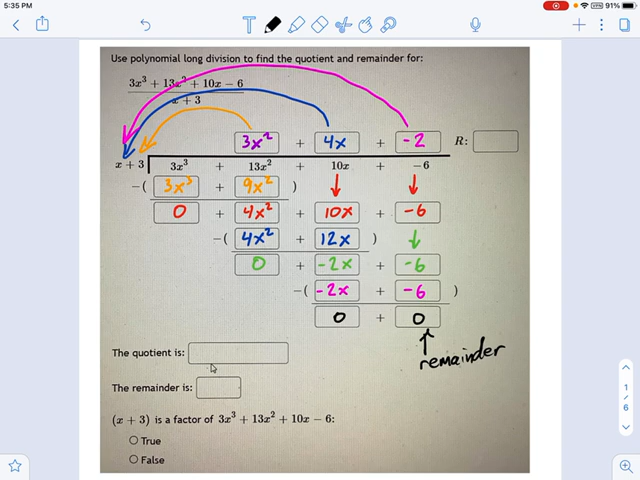 5:35 PM
VPN 91%
T
Use polynomial long division to find the quotient and remainder for:
3x³ + 13x² + 10x − 6
x + 3
3x² + 4x + -2 R:
x + 3 3x³ + 13x² + 10x + −6
−( 3x³ + 9x² )
0 + 4x² + 10x + -6
−( 4x² + 12x )
0 + -2x + -6
−( -2x + -6 )
0 + 0
remainder
The quotient is:
The remainder is:
(x + 3) is a factor of 3x³ + 13x² + 10x − 6:
True
False
1
/
6